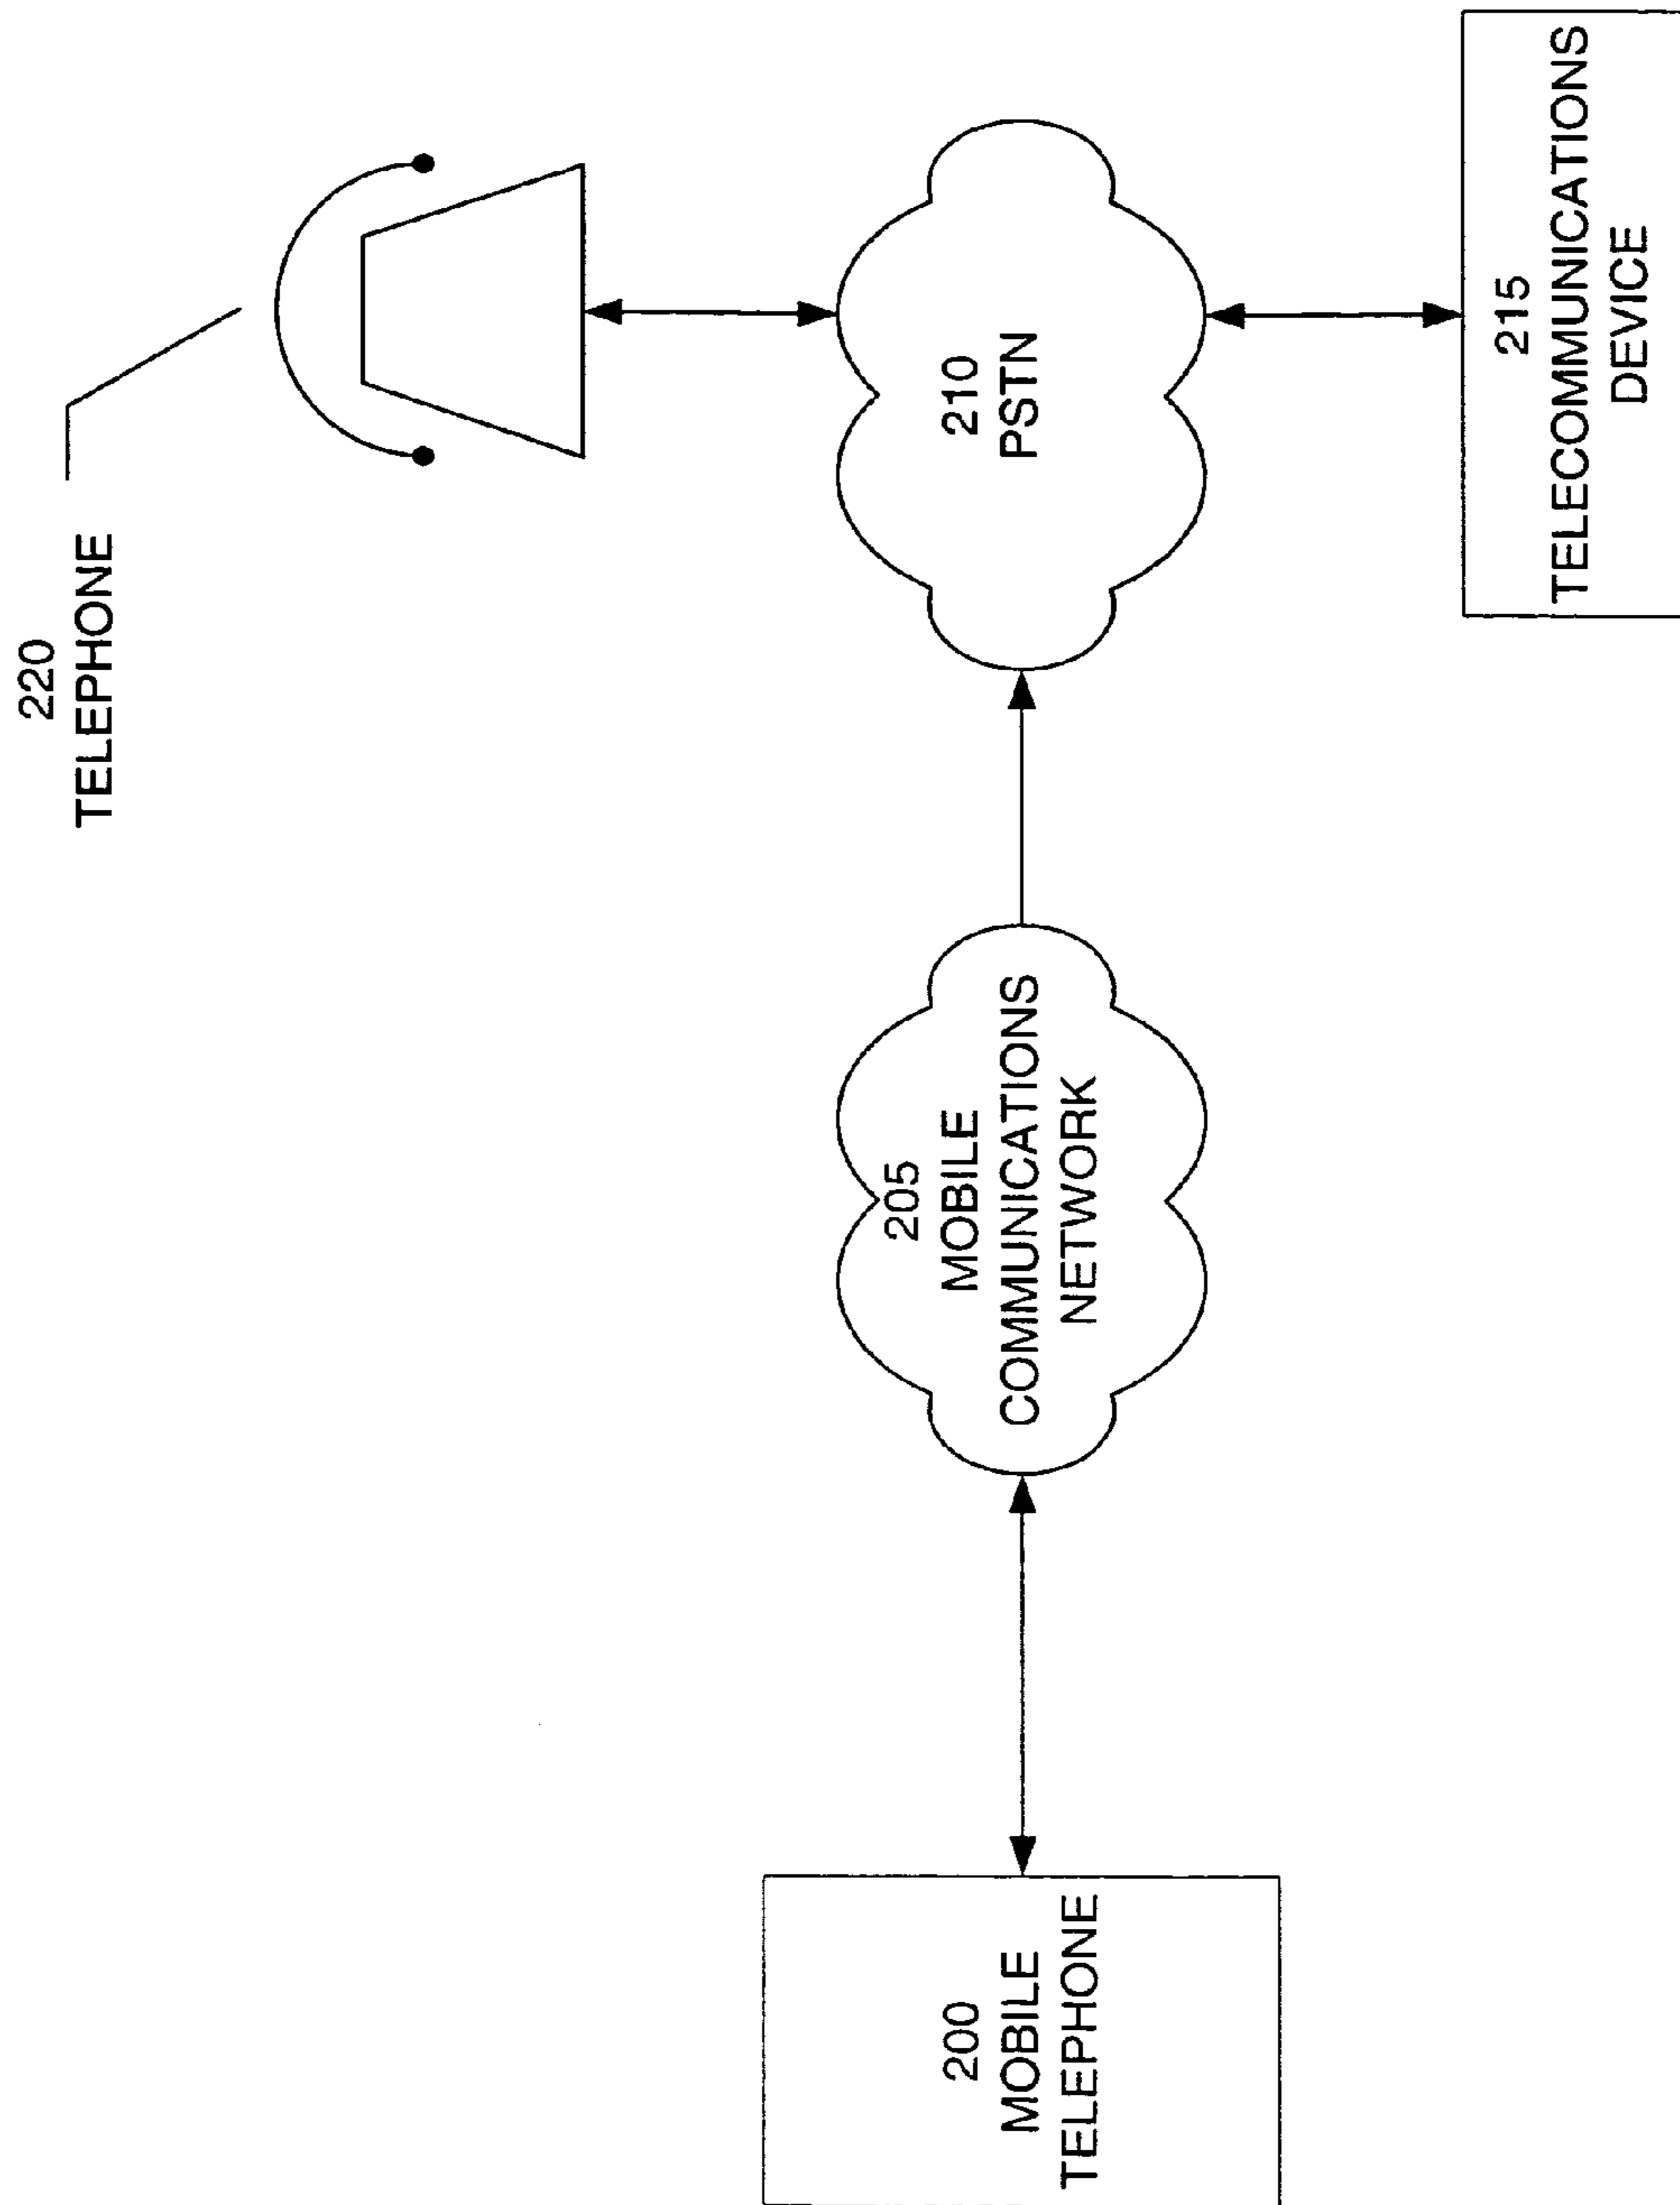 220
TELEPHONE
210
PSTN
215
TELECOMMUNICATIONS
DEVICE
205
MOBILE
COMMUNICATIONS
NETWORK
200
MOBILE
TELEPHONE